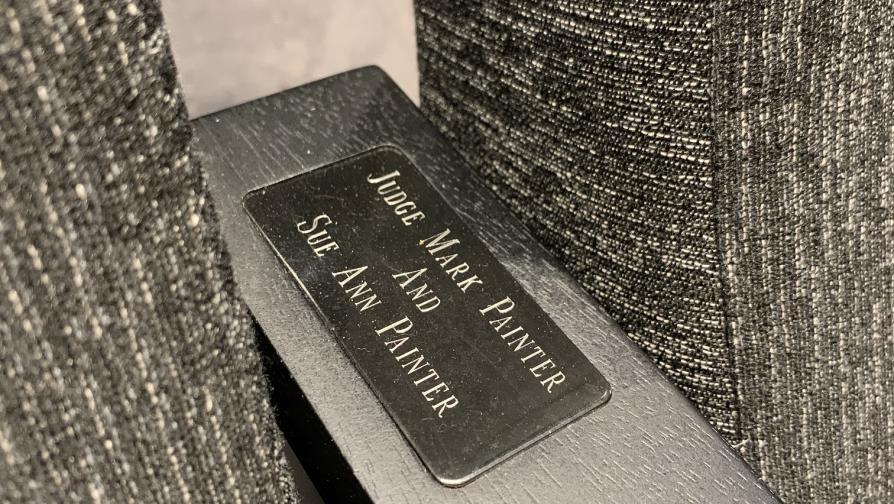 Judge Mark Painter
And
Sue Ann Painter